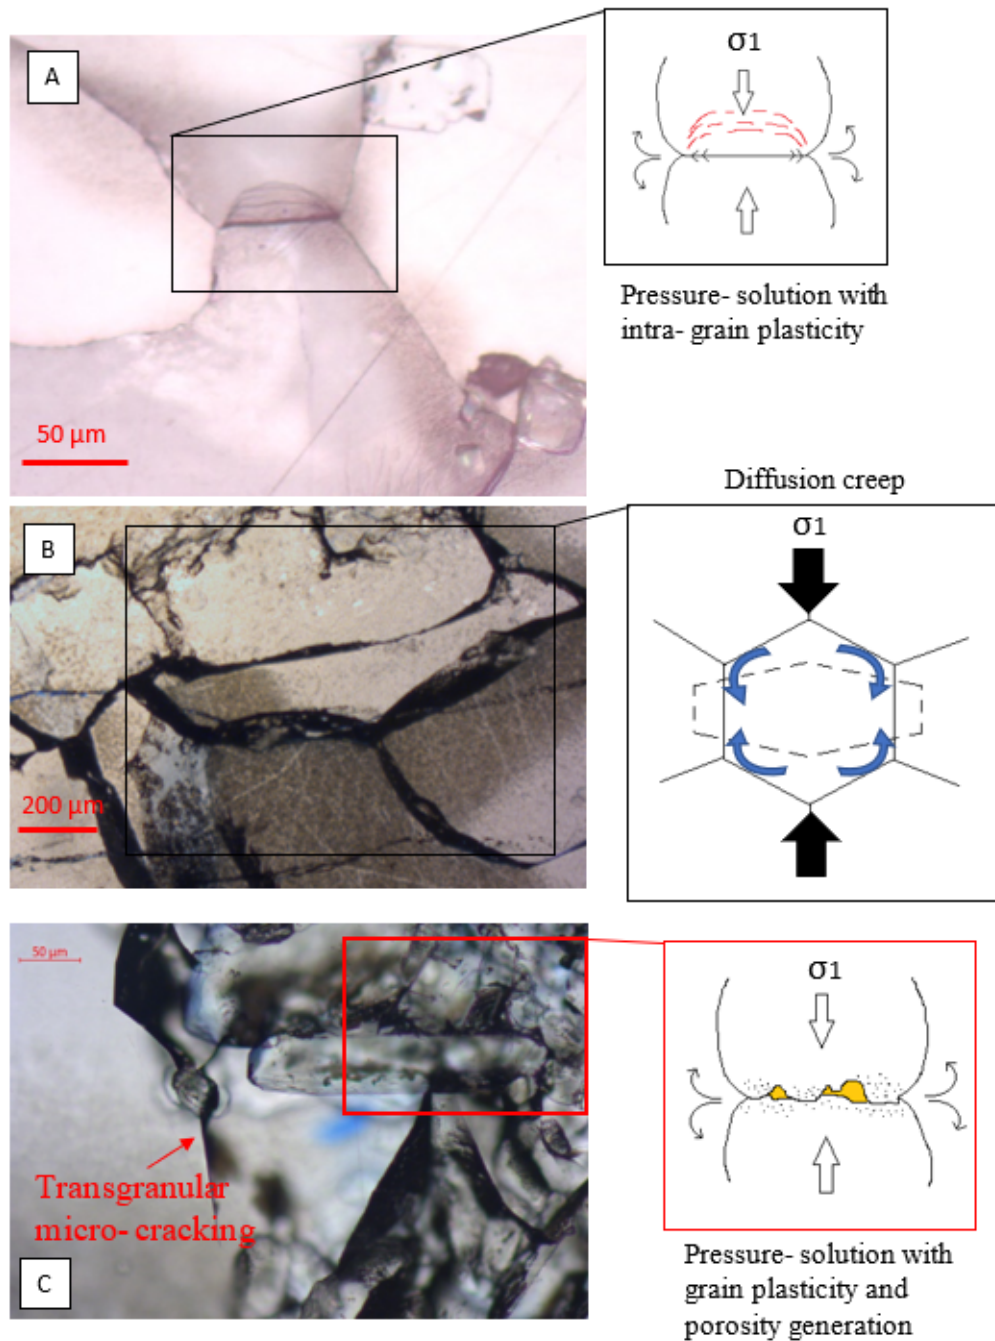 A
σ1
Pressure- solution with
intra- grain plasticity
50 μm
Diffusion creep
B
σ1
200 μm
50 μm
σ1
Transgranular
micro- cracking
C
Pressure- solution with
grain plasticity and
porosity generation